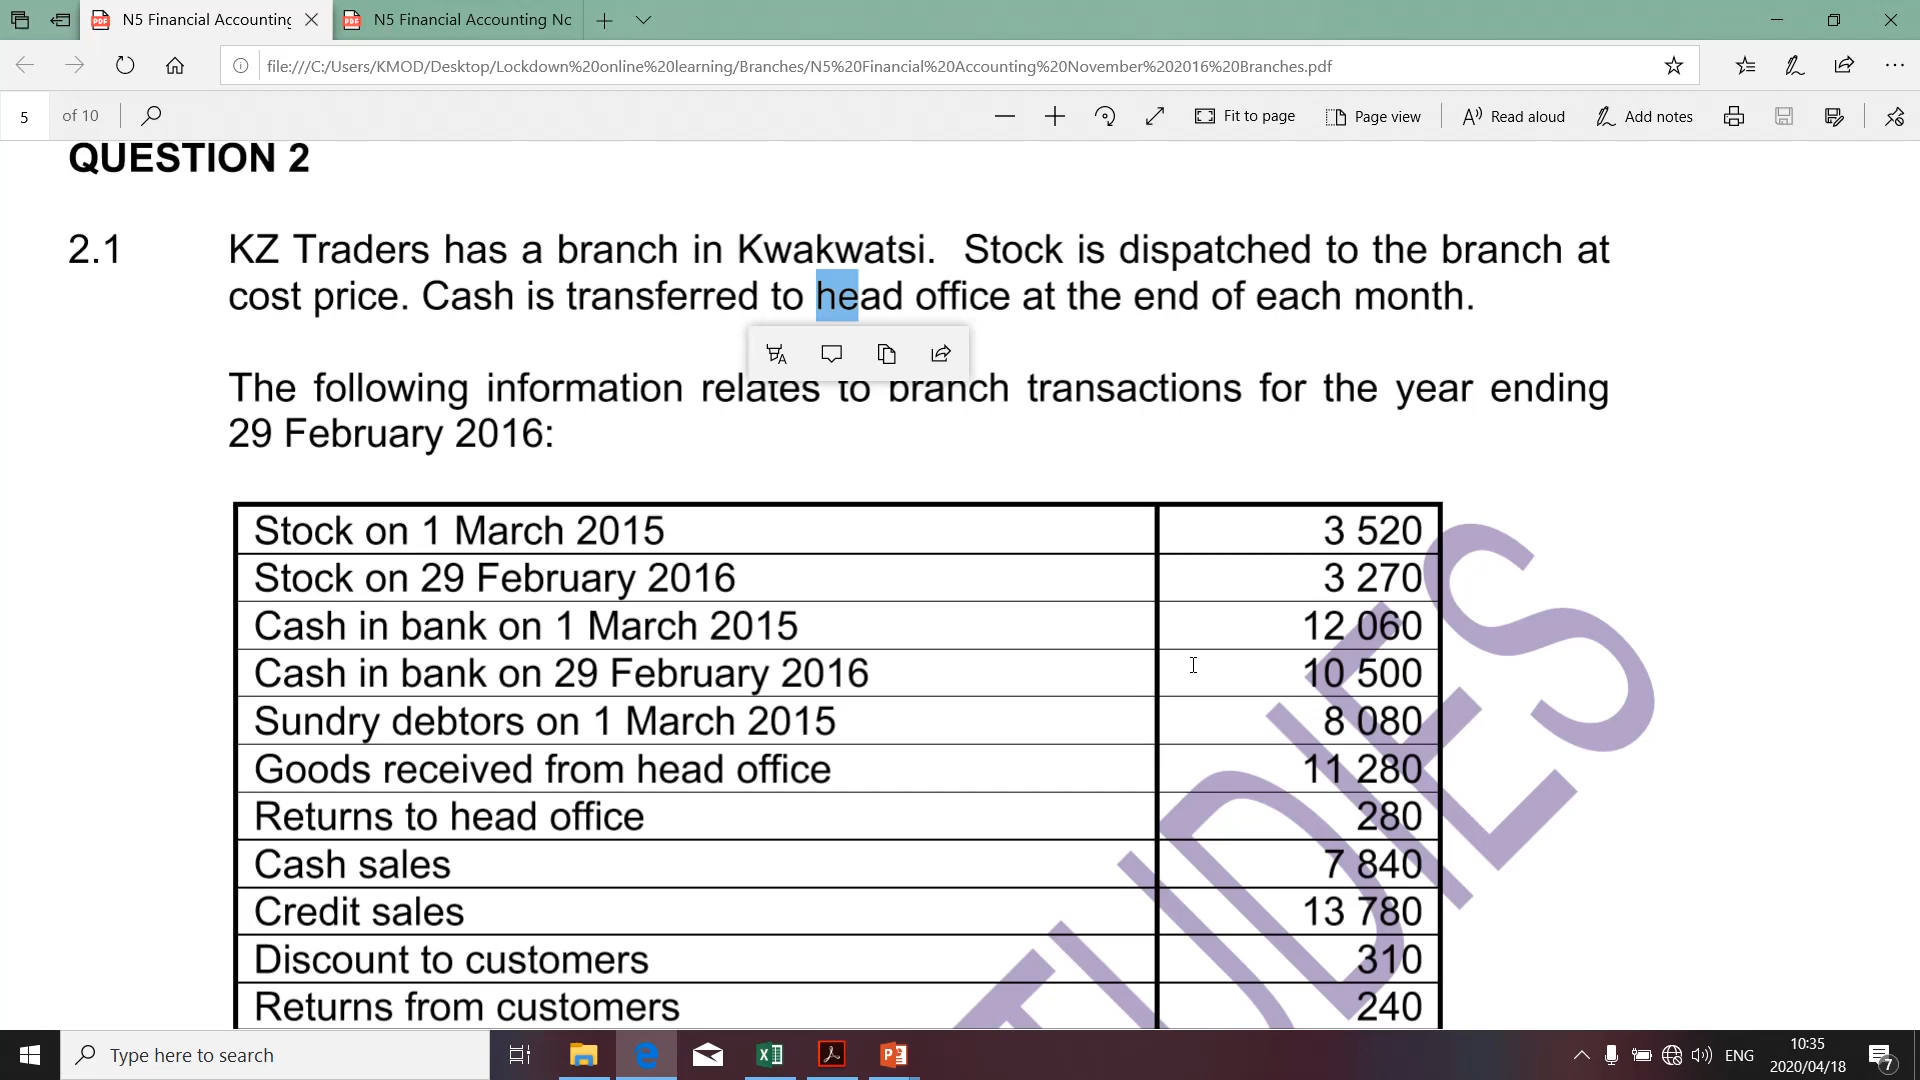 N5 Financial Accounting
N5 Financial Accounting Nc
file:///C:/Users/KMOD/Desktop/Lockdown%20online%20learning/Branches/N5%20Financial%20Accounting%20November%202016%20Branches.pdf
5 of 10
Fit to page
Page view
Read aloud
Add notes
QUESTION 2
2.1 KZ Traders has a branch in Kwakwatsi. Stock is dispatched to the branch at
cost price. Cash is transferred to head office at the end of each month.
The following information relates to branch transactions for the year ending
29 February 2016:
Stock on 1 March 2015 3 520
Stock on 29 February 2016 3 270
Cash in bank on 1 March 2015 12 060
Cash in bank on 29 February 2016 10 500
Sundry debtors on 1 March 2015 8 080
Goods received from head office 11 280
Returns to head office 280
Cash sales 7 840
Credit sales 13 780
Discount to customers 310
Returns from customers 240
TUDIES
Type here to search
ENG
10:35
2020/04/18
7